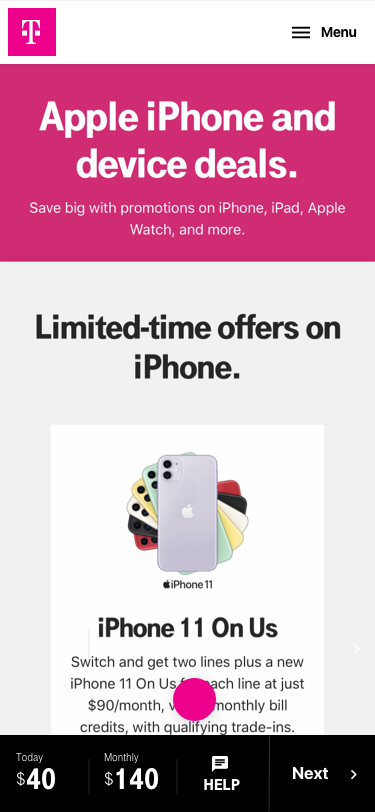 T
Menu
Apple iPhone and
device deals.
Save big with promotions on iPhone, iPad, Apple
Watch, and more.
Limited-time offers on
iPhone.
iPhone 11
iPhone 11 On Us
Switch and get two lines plus a new
iPhone 11 On Us each line at just
$90/month, monthly bill
credits, with qualifying trade-ins.
Today
Monthly
$40
$140
HELP
Next